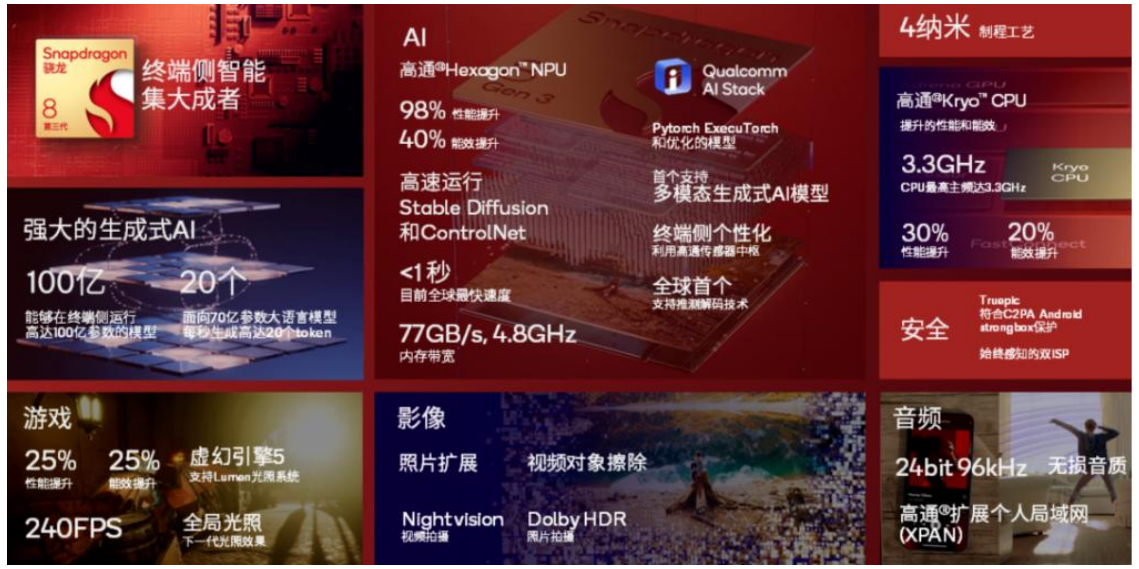 Snapdragon
骁龙
8
第三代
终端侧智能
集大成者
强大的生成式AI
100亿
能够在终端侧运行
高达100亿参数的模型
20个
面向70亿参数大语言模型
每秒生成高达20个token
游戏
25%
性能提升
25%
能效提升
虚幻引擎5
支持Lumen光照系统
240FPS
全局光照
下一代光照效果
AI
高通®Hexagon™ NPU
98% 性能提升
40% 能效提升
高速运行
Stable Diffusion
和ControlNet
<1 秒
目前全球最快速度
77GB/s, 4.8GHz
内存带宽
Snapdragon
Gen 3
Qualcomm
AI Stack
Pytorch ExecuTorch
和优化的模型
首个支持
多模态生成式AI模型
终端侧个性化
利用高通传感器中枢
全球首个
支持推测解码技术
影像
照片扩展
视频对象擦除
Night vision
视频拍摄
Dolby HDR
照片拍摄
4纳米 制程工艺
高通®Kryo™ CPU
提升的性能和能效
3.3GHz
CPU最高主频达3.3GHz
Kryo
CPU
30%
性能提升
20%
能效提升
安全
Truepic
符合C2PA Android
strongbox保护
始终感知的双ISP
音频
24bit 96kHz
无损音质
高通®扩展个人局域网
(XPAN)